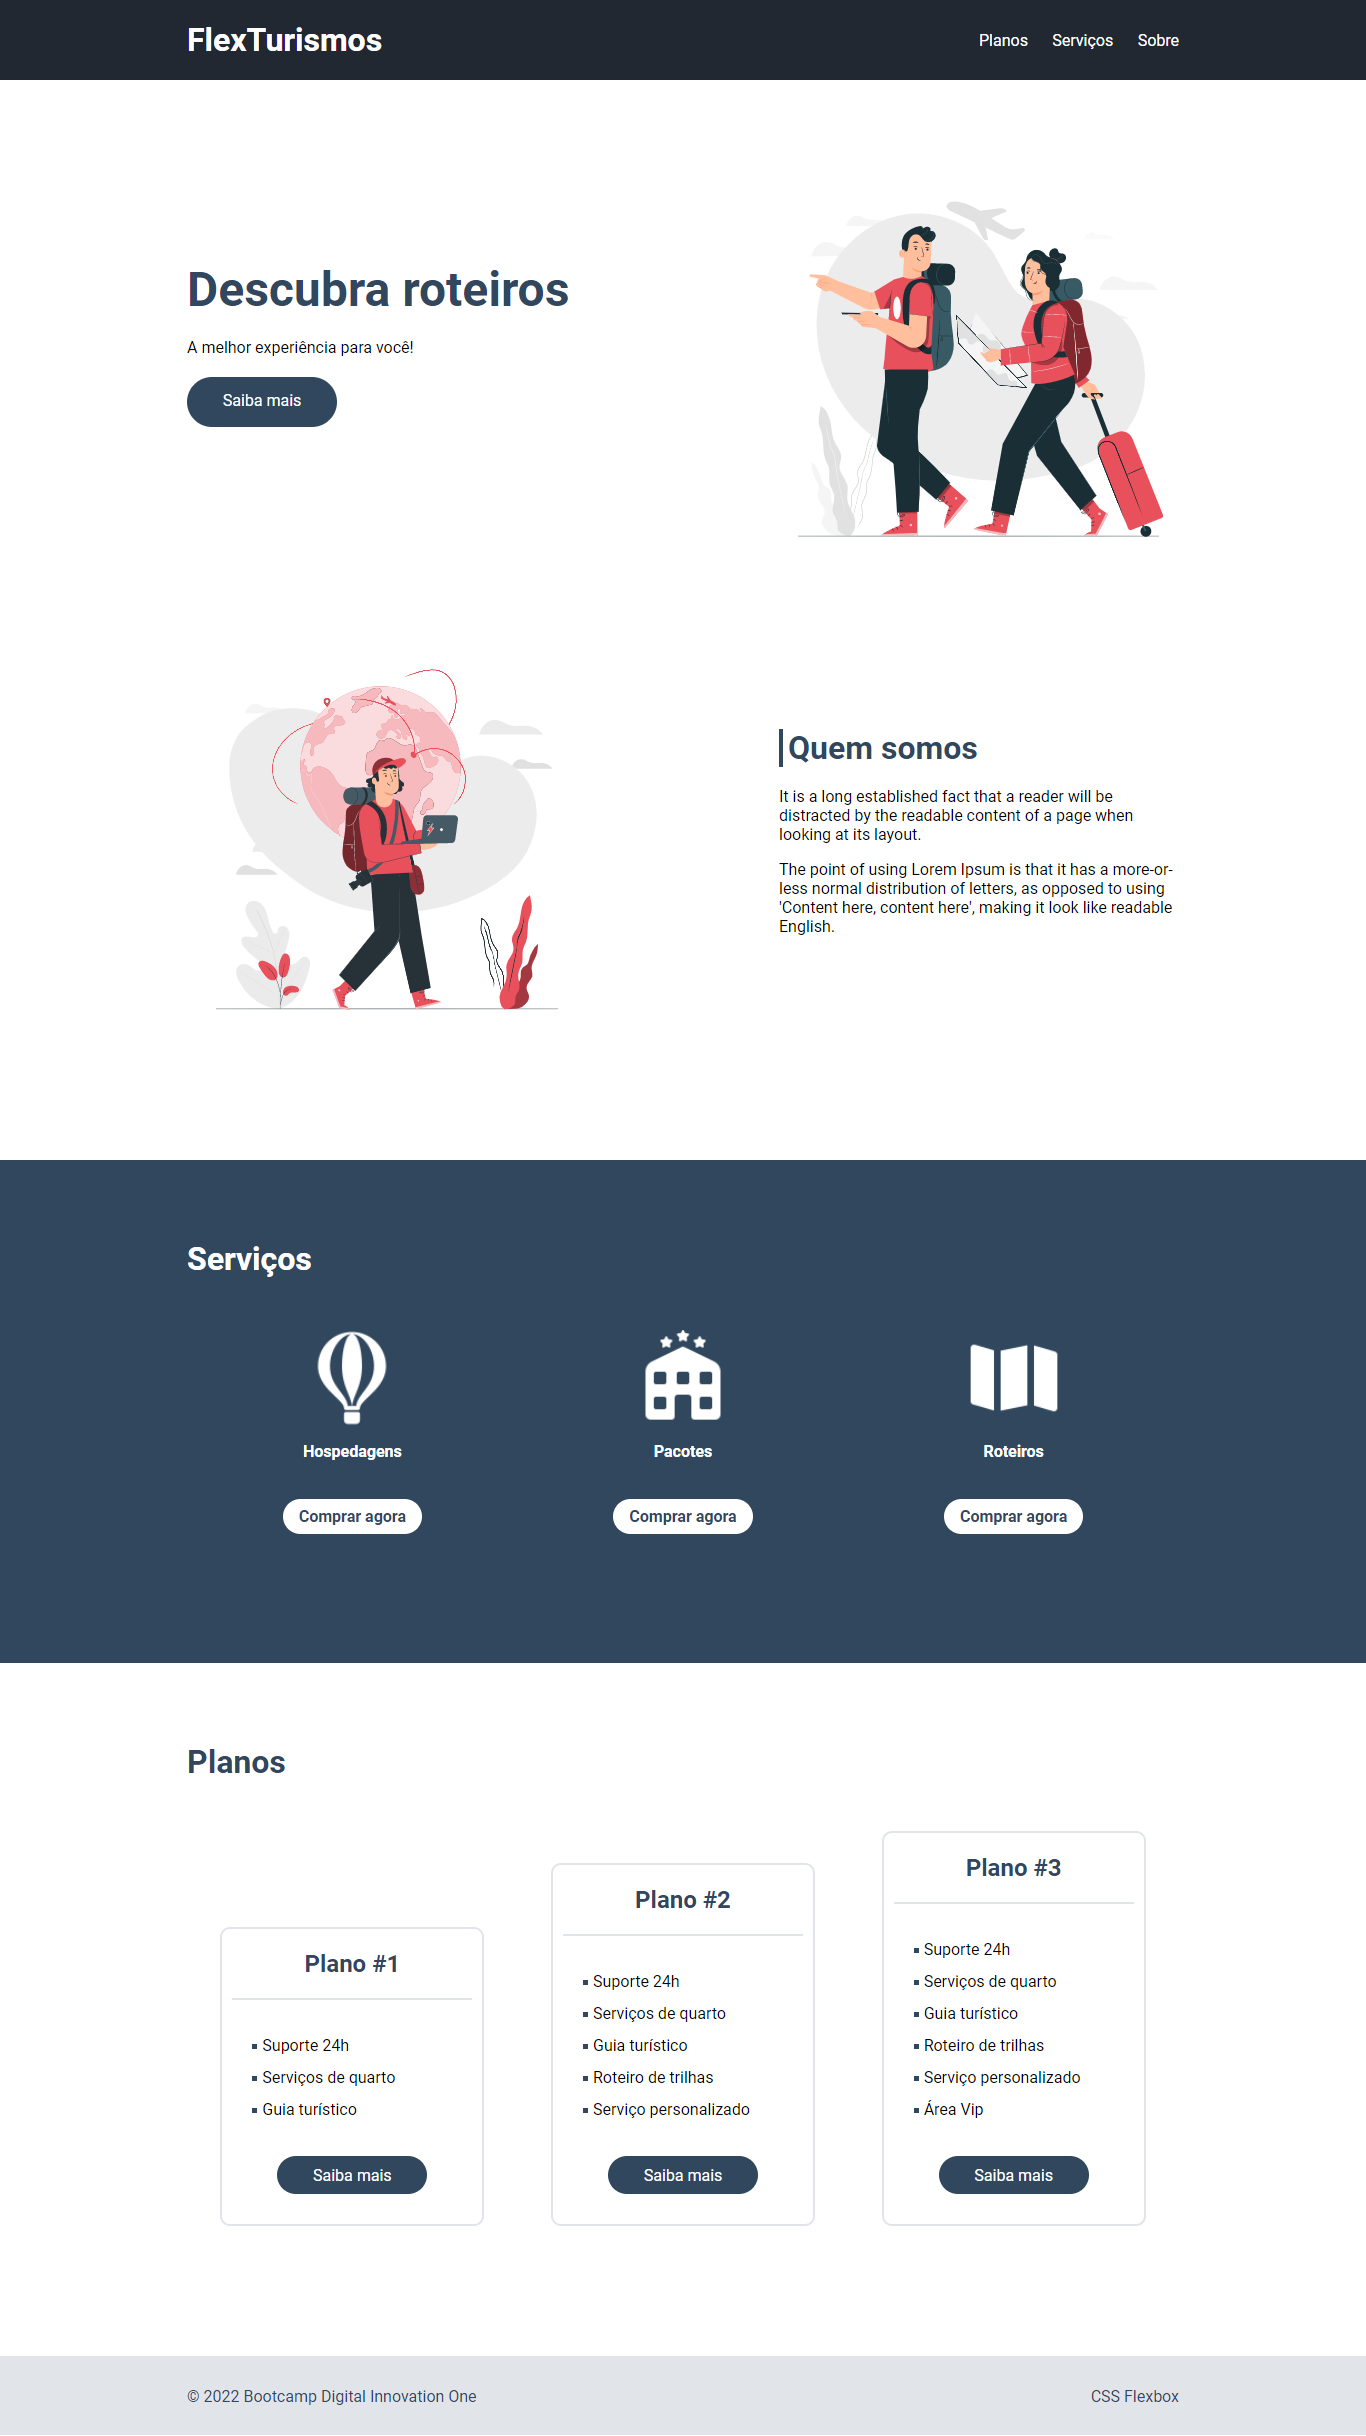 FlexTurismos
Planos Serviços Sobre
Descubra roteiros
A melhor experiência para você!
Saiba mais
Quem somos
It is a long established fact that a reader will be
distracted by the readable content of a page when
looking at its layout.
The point of using Lorem Ipsum is that it has a more-or-
less normal distribution of letters, as opposed to using
'Content here, content here', making it look like readable
English.
Serviços
Hospedagens
Comprar agora
Pacotes
Comprar agora
Roteiros
Comprar agora
Planos
Plano #1
Suporte 24h
Serviços de quarto
Guia turístico
Saiba mais
Plano #2
Suporte 24h
Serviços de quarto
Guia turístico
Roteiro de trilhas
Serviço personalizado
Saiba mais
Plano #3
Suporte 24h
Serviços de quarto
Guia turístico
Roteiro de trilhas
Serviço personalizado
Área Vip
Saiba mais
© 2022 Bootcamp Digital Innovation One
CSS Flexbox